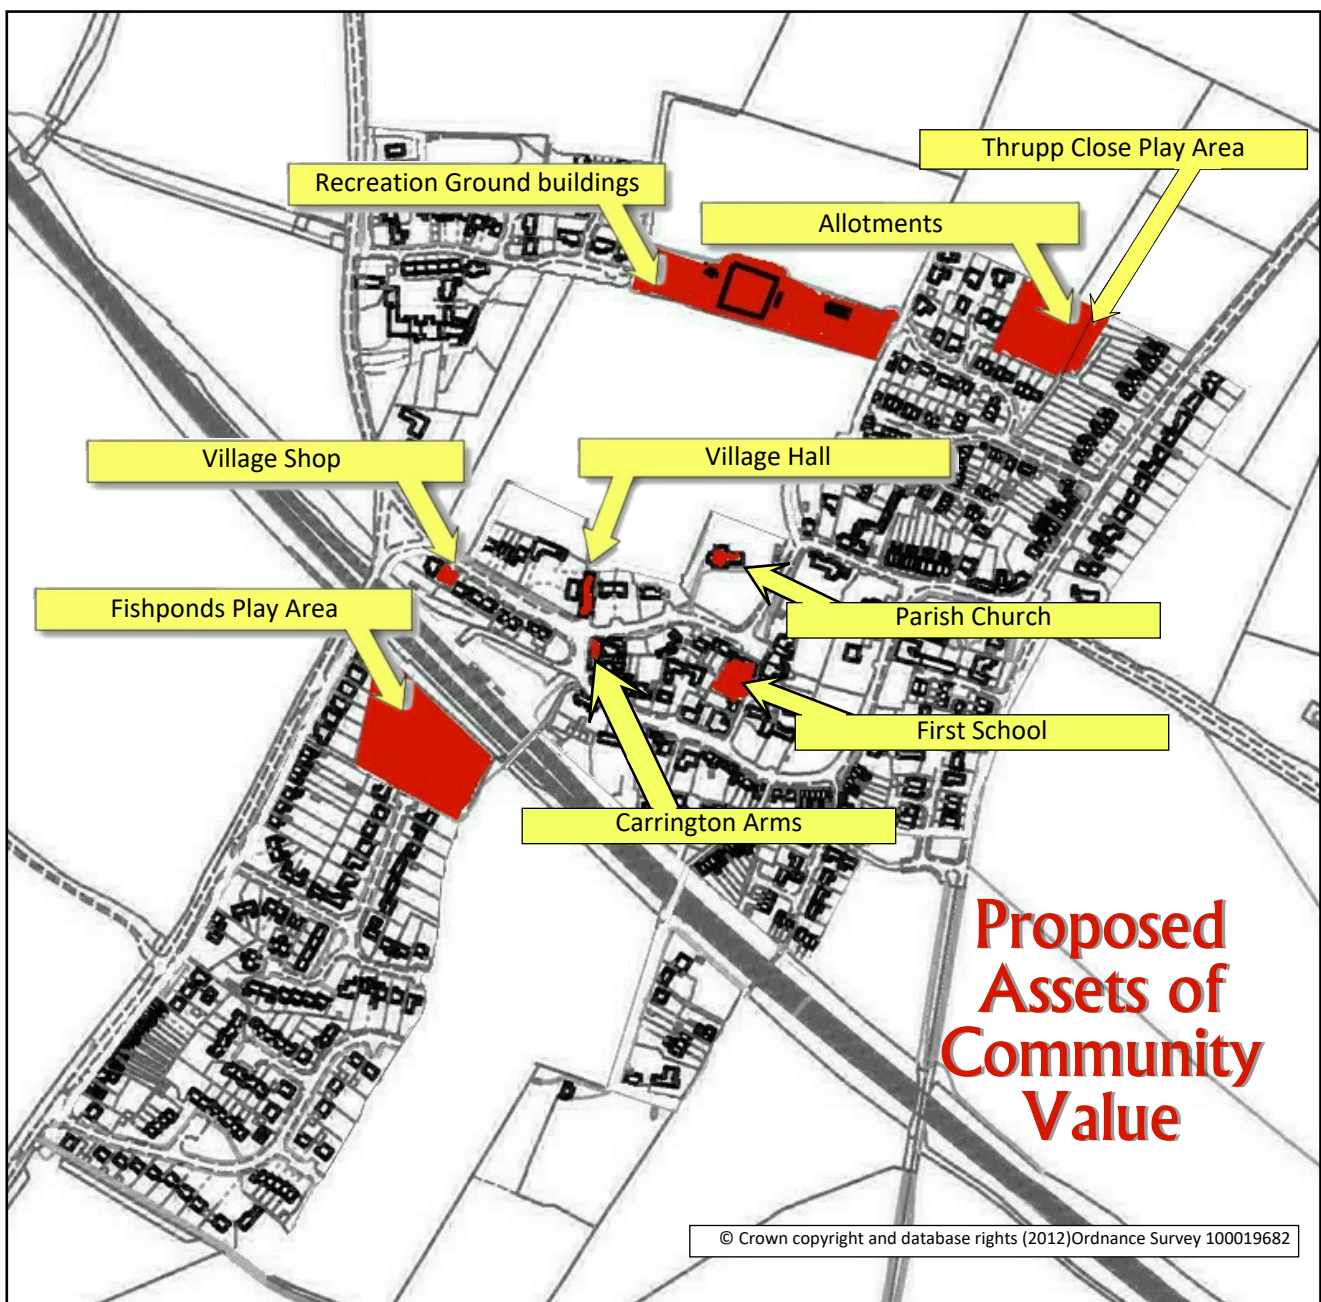 Thrupp Close Play Area
Recreation Ground buildings
Allotments
Village Shop
Village Hall
Fishponds Play Area
Parish Church
First School
Carrington Arms
Proposed
Assets of
Community
Value
© Crown copyright and database rights (2012)Ordnance Survey 100019682